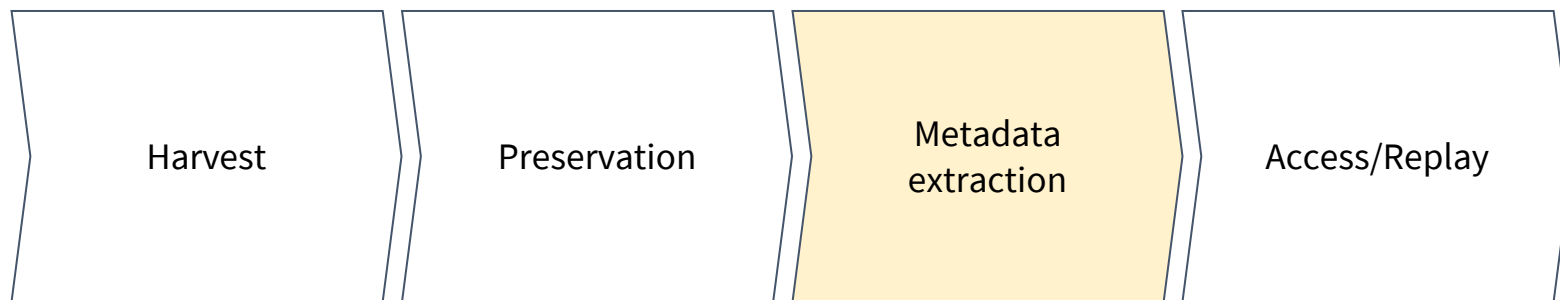 Harvest
Preservation
Metadata
extraction
Access/Replay